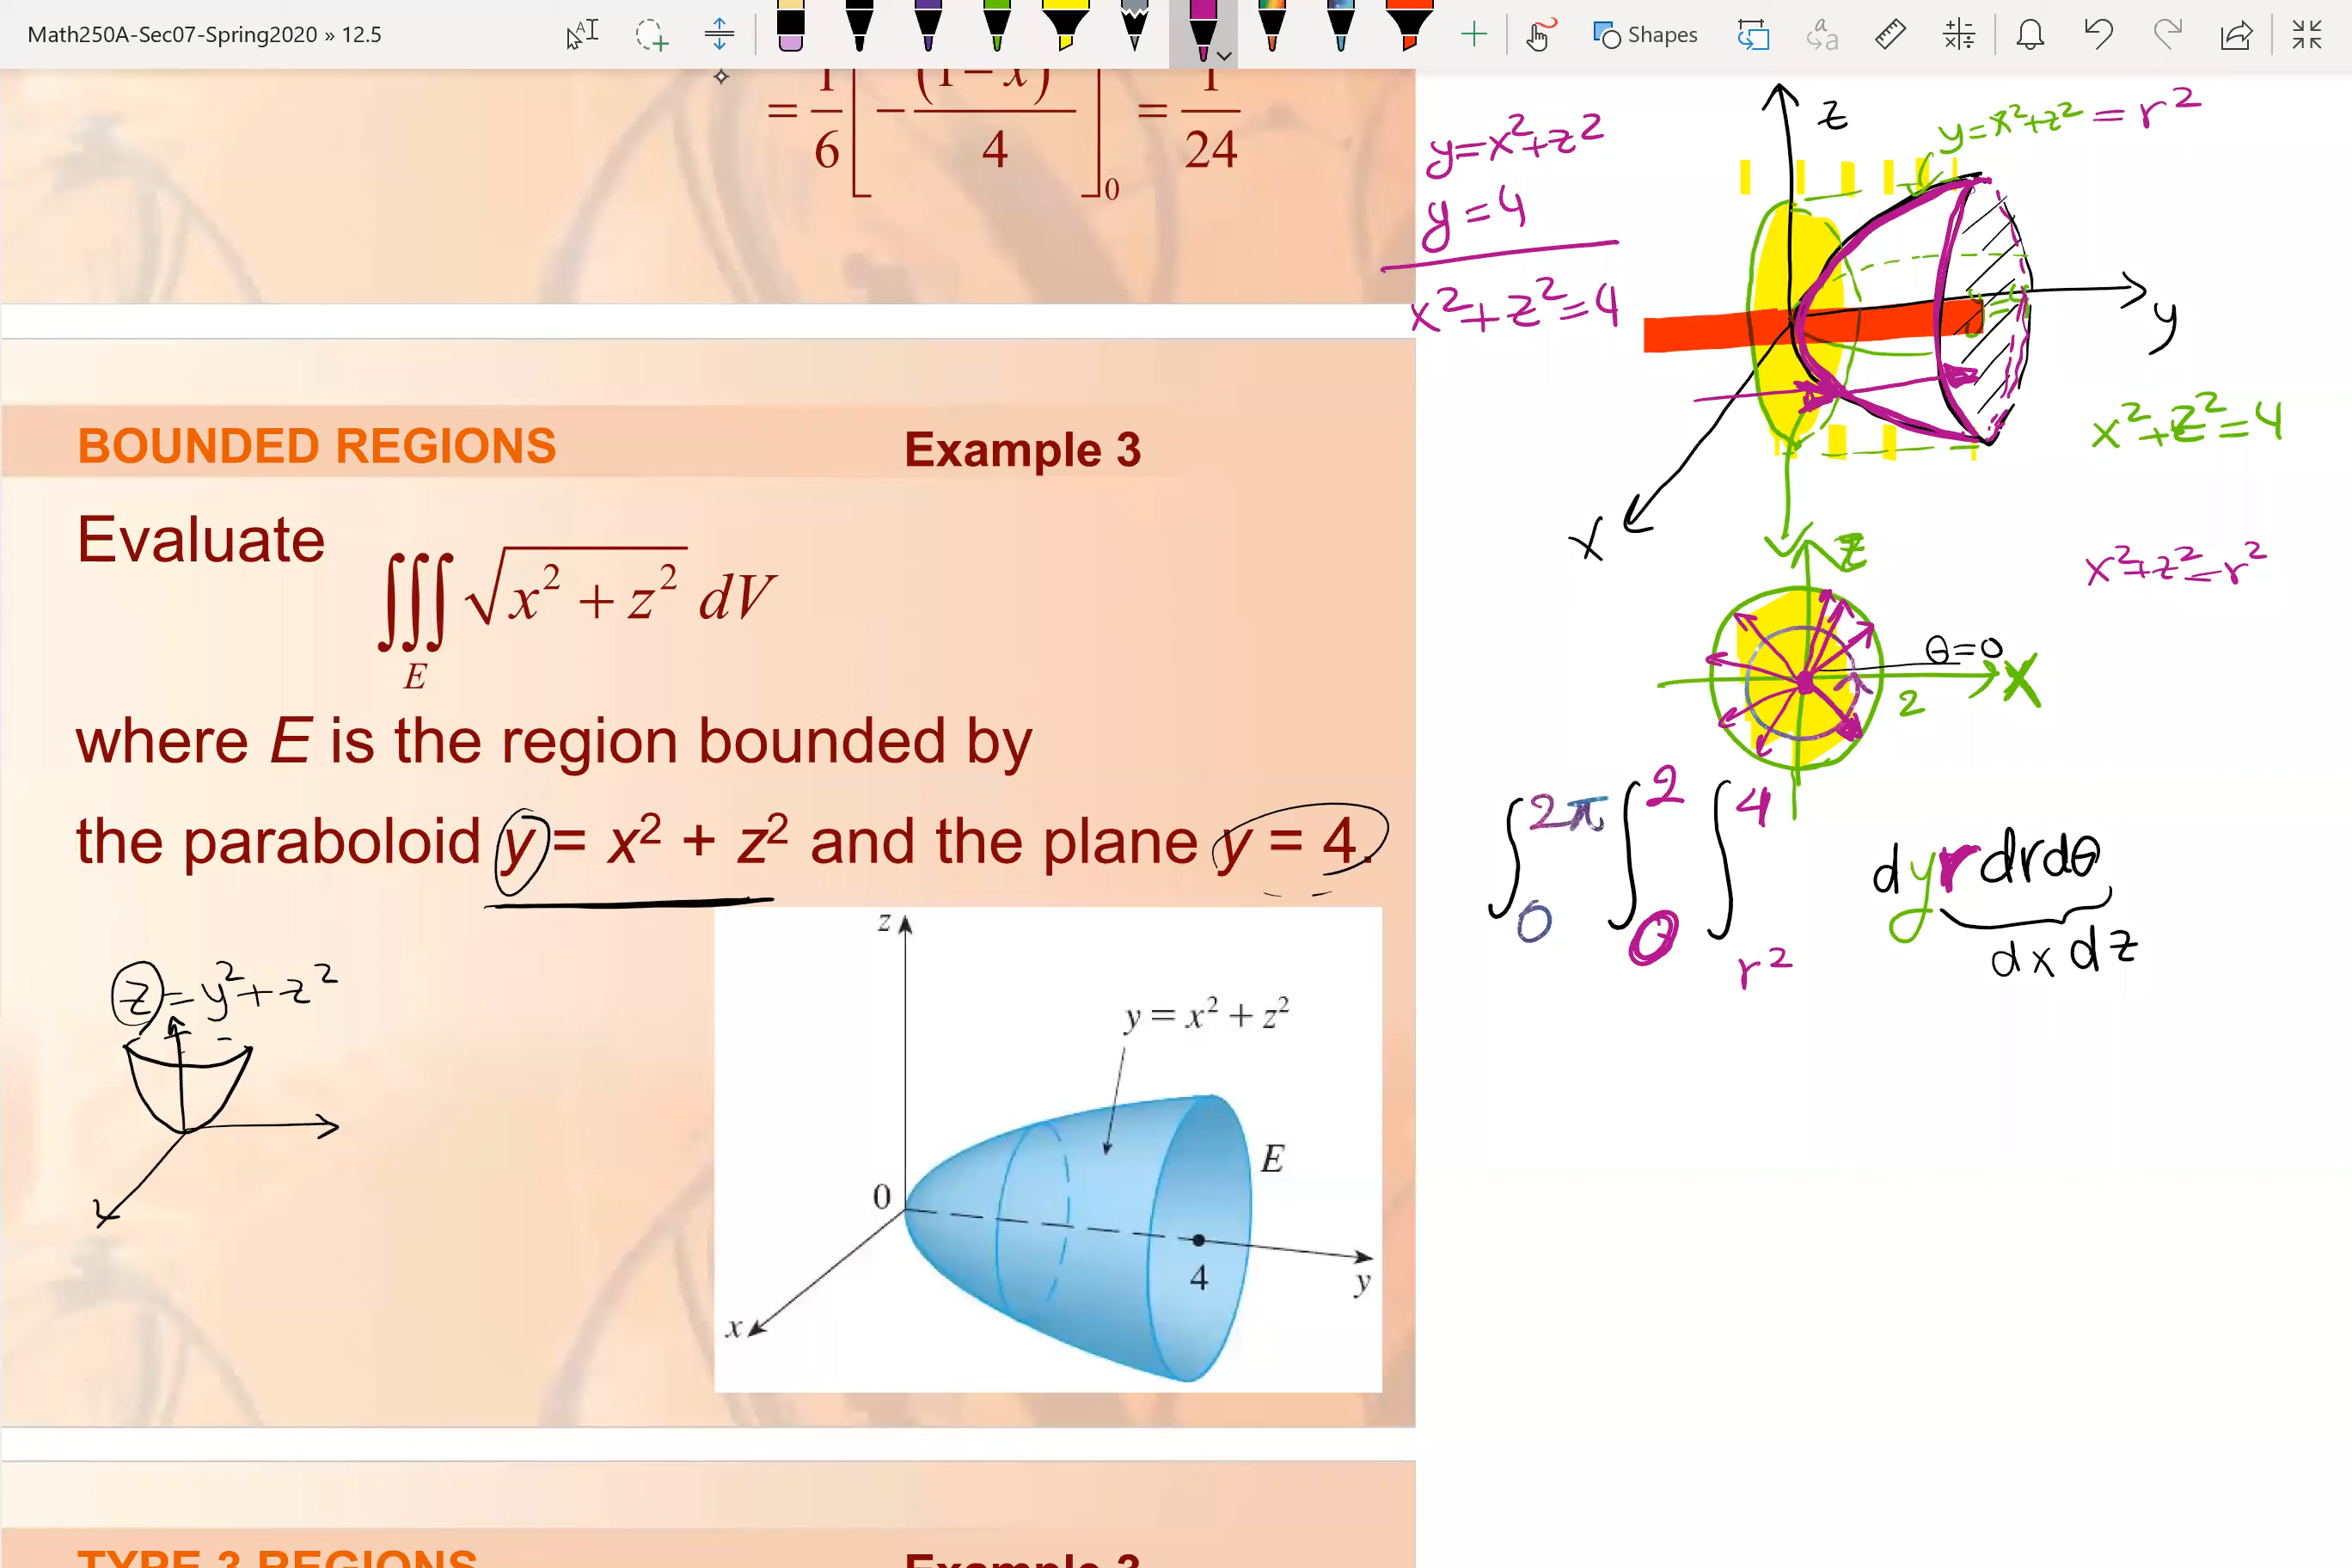 Math250A-Sec07-Spring2020 » 12.5
Shapes
= 1/6 [ - (1 - x) / 4 ]₀ = 1/24
BOUNDED REGIONS
Example 3
Evaluate ∭_E √(x² + z²) dV
where E is the region bounded by
the paraboloid y = x² + z² and the plane y = 4.
z = y² + z²
z
y = x² + z²
E
0
4
y
x
y = x² + z²
y = 4
x² + z² = 4
z
y = x² + z² = r²
y
x
y=4
x² + z² = 4
x² + z² = r²
z
θ = 0
x
2
∫₀^2π ∫₀^2 ∫_r²^4 dy r dr dθ
dx dz
TYPE 3 REGIONS
Example 3